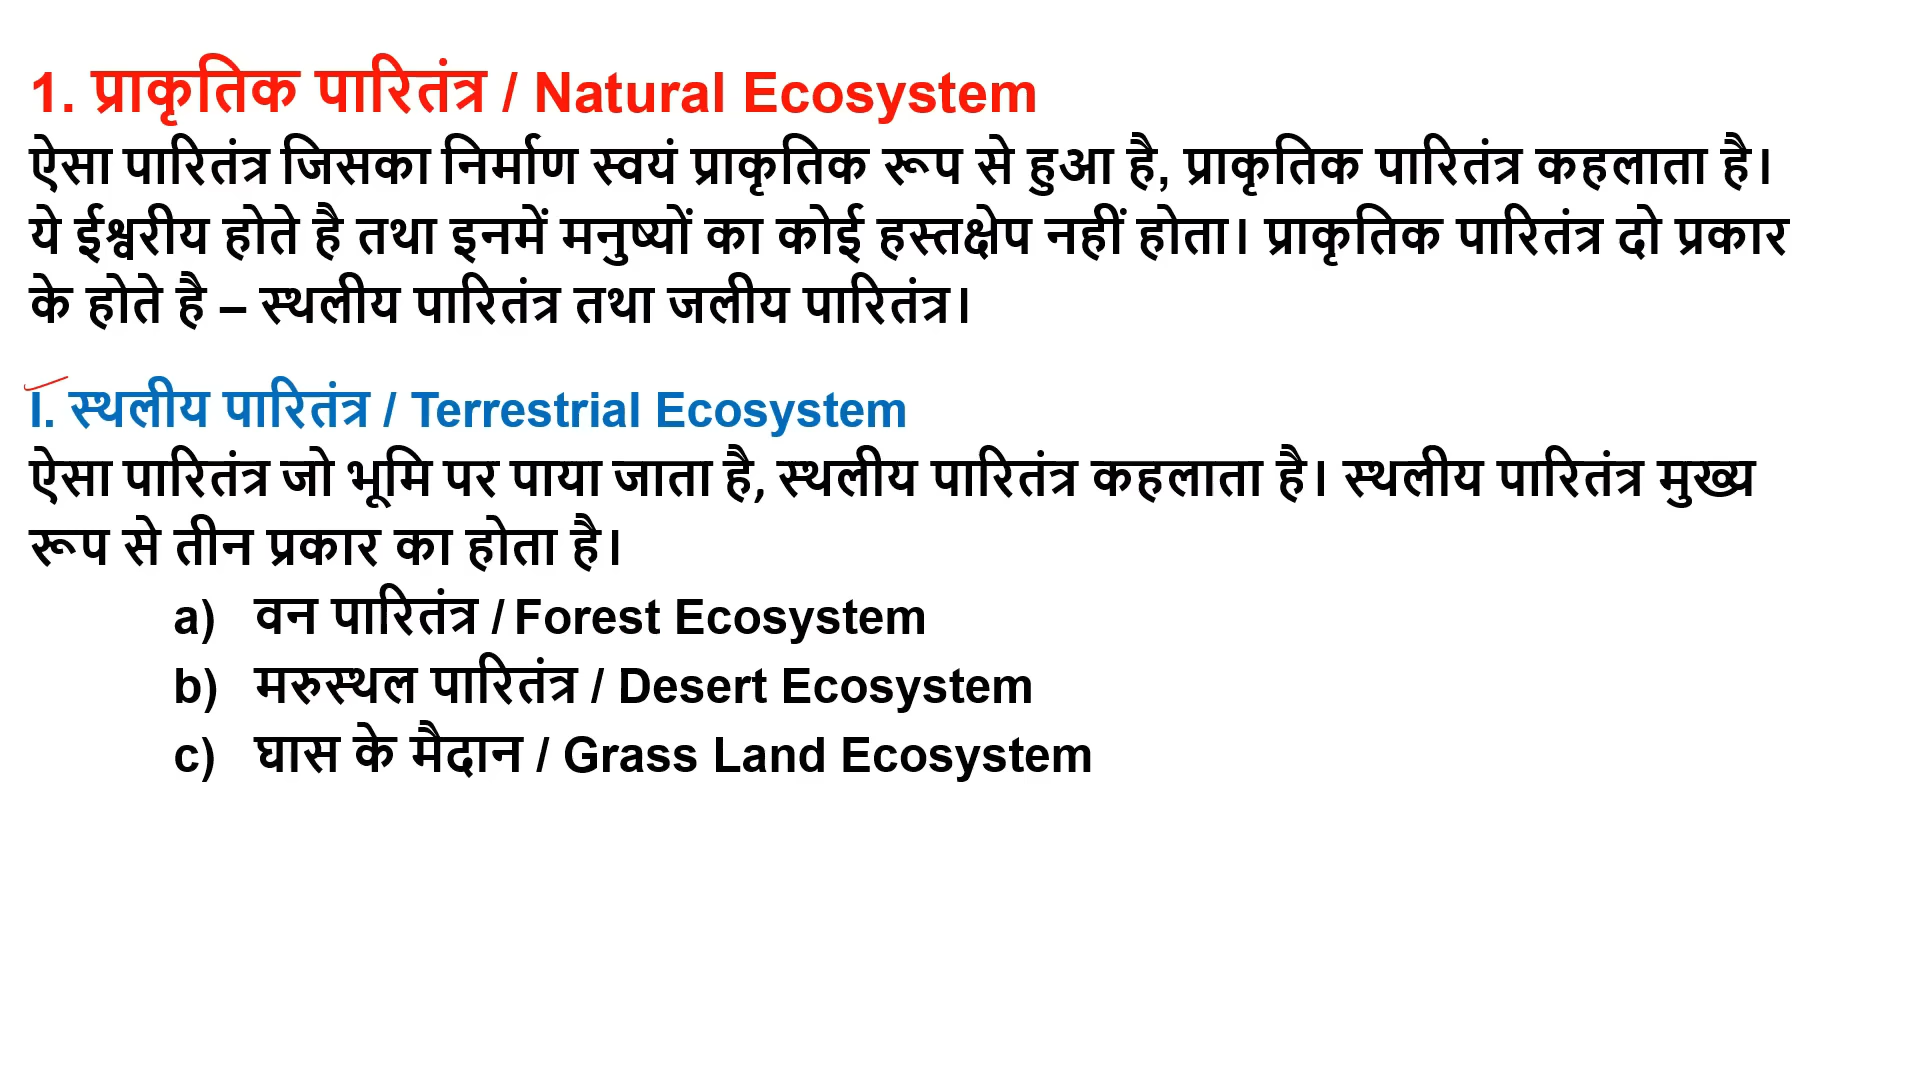 1. प्राकृतिक पारितंत्र / Natural Ecosystem
ऐसा पारितंत्र जिसका निर्माण स्वयं प्राकृतिक रूप से हुआ है, प्राकृतिक पारितंत्र कहलाता है।
ये ईश्वरीय होते है तथा इनमें मनुष्यों का कोई हस्तक्षेप नहीं होता। प्राकृतिक पारितंत्र दो प्रकार
के होते है – स्थलीय पारितंत्र तथा जलीय पारितंत्र।
I. स्थलीय पारितंत्र / Terrestrial Ecosystem
ऐसा पारितंत्र जो भूमि पर पाया जाता है, स्थलीय पारितंत्र कहलाता है। स्थलीय पारितंत्र मुख्य
रूप से तीन प्रकार का होता है।
a) वन पारितंत्र / Forest Ecosystem
b) मरुस्थल पारितंत्र / Desert Ecosystem
c) घास के मैदान / Grass Land Ecosystem